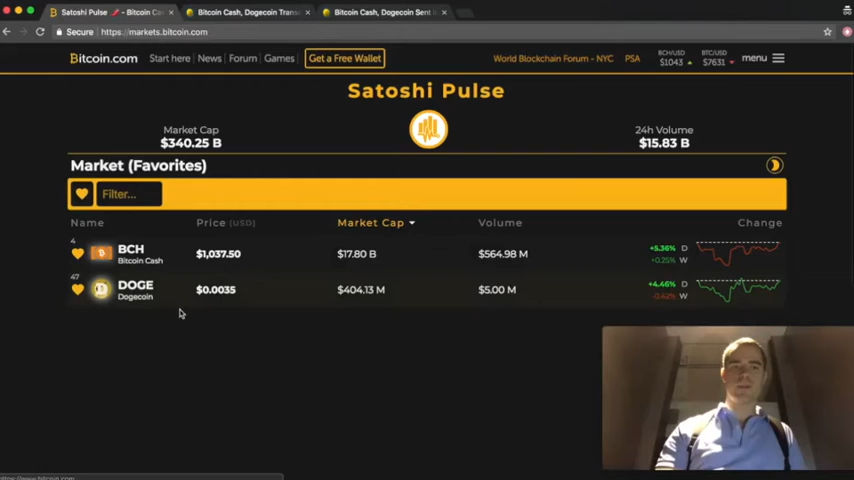 Satoshi Pulse - Bitcoin Cas
Bitcoin Cash, Dogecoin Trans
Bitcoin Cash, Dogecoin Sent
Secure https://markets.bitcoin.com
Bitcoin.com Start here News Forum Games Get a Free Wallet World Blockchain Forum - NYC PSA BCH/USD $1043 BTC/USD $7631 menu
Satoshi Pulse
Market Cap
$340.25 B
24h Volume
$15.83 B
Market (Favorites)
Filter...
Name Price (USD) Market Cap Volume Change
4 BCH Bitcoin Cash $1,037.50 $17.80 B $564.98 M +5.36% D +0.25% W
47 DOGE Dogecoin $0.0035 $404.13 M $5.00 M +4.46% D -0.42% W